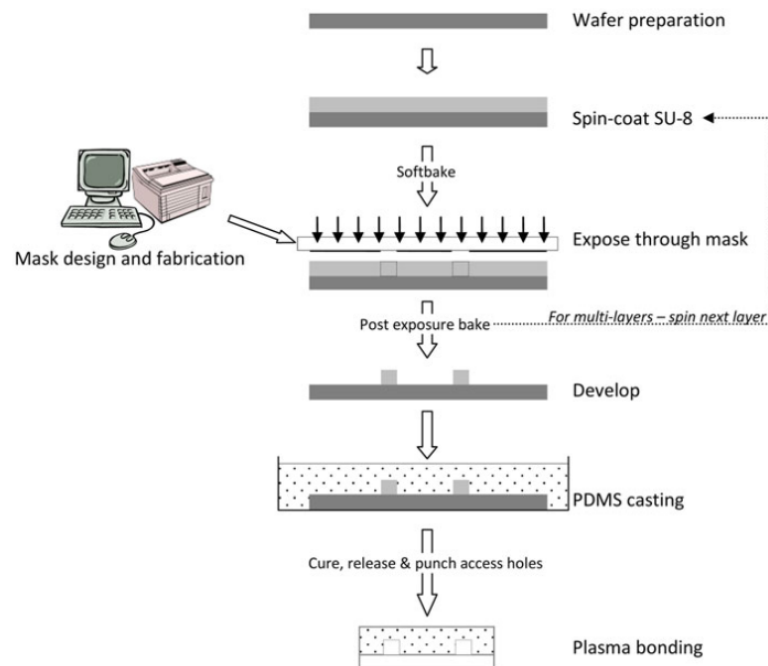 Wafer preparation
Spin-coat SU-8
Softbake
Expose through mask
Mask design and fabrication
For multi-layers – spin next layer
Post exposure bake
Develop
PDMS casting
Cure, release & punch access holes
Plasma bonding